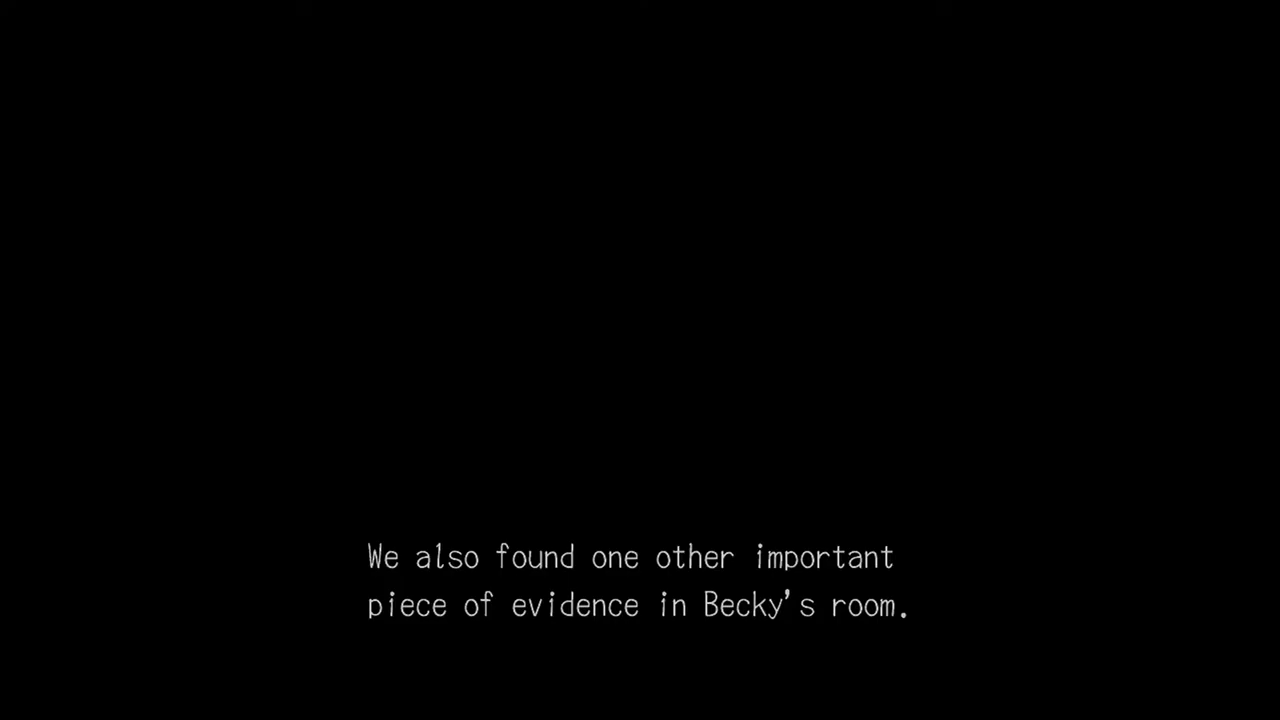 We also found one other important
piece of evidence in Becky's room.